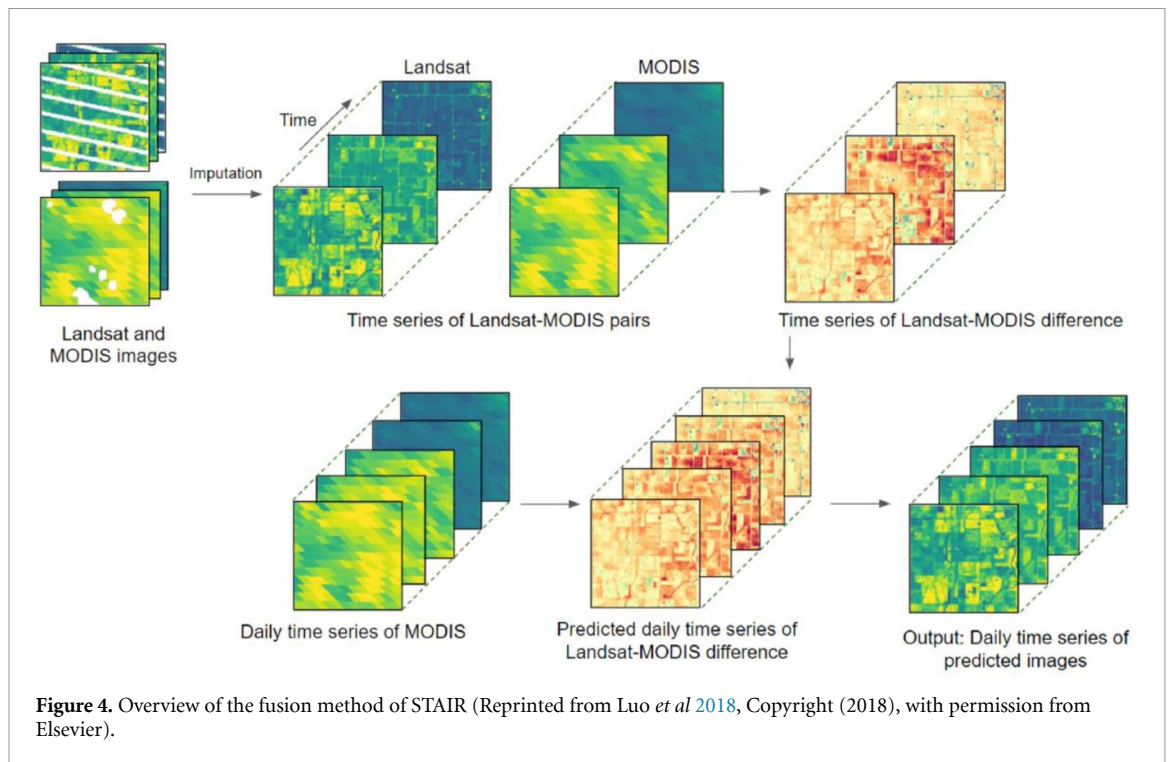 Landsat
MODIS
Time
Imputation
Landsat and
MODIS images
Time series of Landsat-MODIS pairs
Time series of Landsat-MODIS difference
Daily time series of MODIS
Predicted daily time series of
Landsat-MODIS difference
Output: Daily time series of
predicted images
Figure 4. Overview of the fusion method of STAIR (Reprinted from Luo et al 2018, Copyright (2018), with permission from
Elsevier).